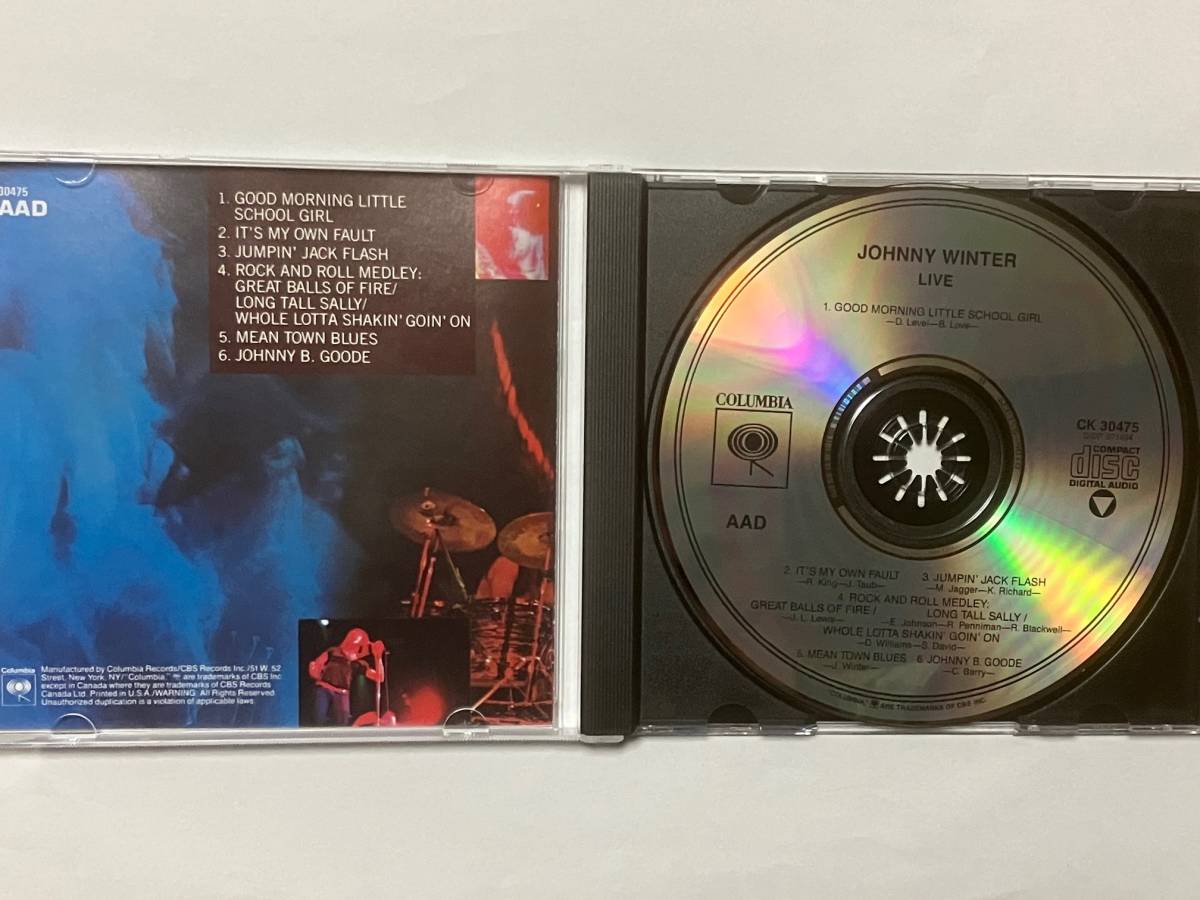 30475
AAD
1. GOOD MORNING LITTLE
SCHOOL GIRL
2. IT'S MY OWN FAULT
3. JUMPIN' JACK FLASH
4. ROCK AND ROLL MEDLEY:
GREAT BALLS OF FIRE/
LONG TALL SALLY/
WHOLE LOTTA SHAKIN' GOIN' ON
5. MEAN TOWN BLUES
6. JOHNNY B. GOODE
Columbia
Manufactured by Columbia Records/CBS Records Inc./51 W. 52
Street, New York, NY/"Columbia," are trademarks of CBS Inc.
except in Canada where they are trademarks of CBS Records
Canada Ltd. Printed in U.S.A./WARNING: All Rights Reserved.
Unauthorized duplication is a violation of applicable laws.
JOHNNY WINTER
LIVE
1. GOOD MORNING LITTLE SCHOOL GIRL
—D. Level—B. Love—
COLUMBIA
AAD
CK 30475
COMPACT
disc
DIGITAL AUDIO
2. IT'S MY OWN FAULT 3. JUMPIN' JACK FLASH
—R. King—J. Taub— —M. Jagger—K. Richard—
4. ROCK AND ROLL MEDLEY:
GREAT BALLS OF FIRE / LONG TALL SALLY /
—J. L. Lewis— —E. Johnson—R. Penniman—R. Blackwell—
WHOLE LOTTA SHAKIN' GOIN' ON
—D. Williams—S. David—
5. MEAN TOWN BLUES 6. JOHNNY B. GOODE
—J. Winter— —C. Berry—
"COLUMBIA," ARE TRADEMARKS OF CBS INC.